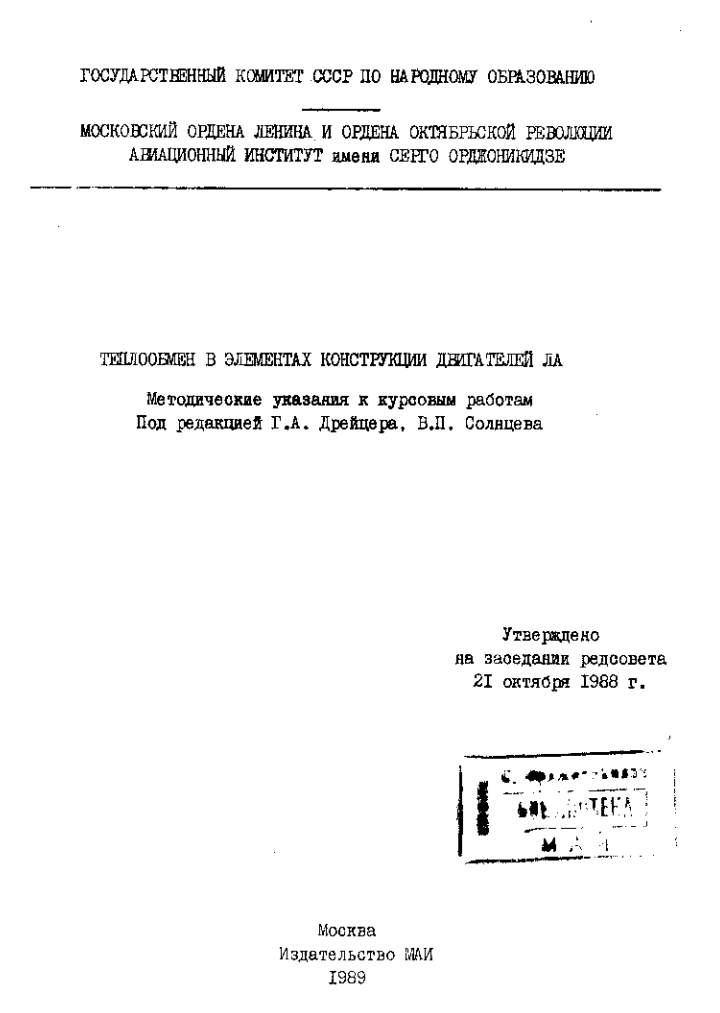 ГОСУДАРСТВЕННЫЙ КОМИТЕТ СССР ПО НАРОДНОМУ ОБРАЗОВАНИЮ
МОСКОВСКИЙ ОРДЕНА ЛЕНИНА И ОРДЕНА ОКТЯБРЬСКОЙ РЕВОЛЮЦИИ
АВИАЦИОННЫЙ ИНСТИТУТ имени СЕРГО ОРДЖОНИКИДЗЕ
ТЕПЛООБМЕН В ЭЛЕМЕНТАХ КОНСТРУКЦИИ ДВИГАТЕЛЕЙ ЛА
Методические указания к курсовым работам
Под редакцией Г.А. Дрейцера, В.П. Солнцева
Утверждено
на заседании редсовета
21 октября 1988 г.
БИБЛИОТЕКА
МАИ
Москва
Издательство МАИ
1989